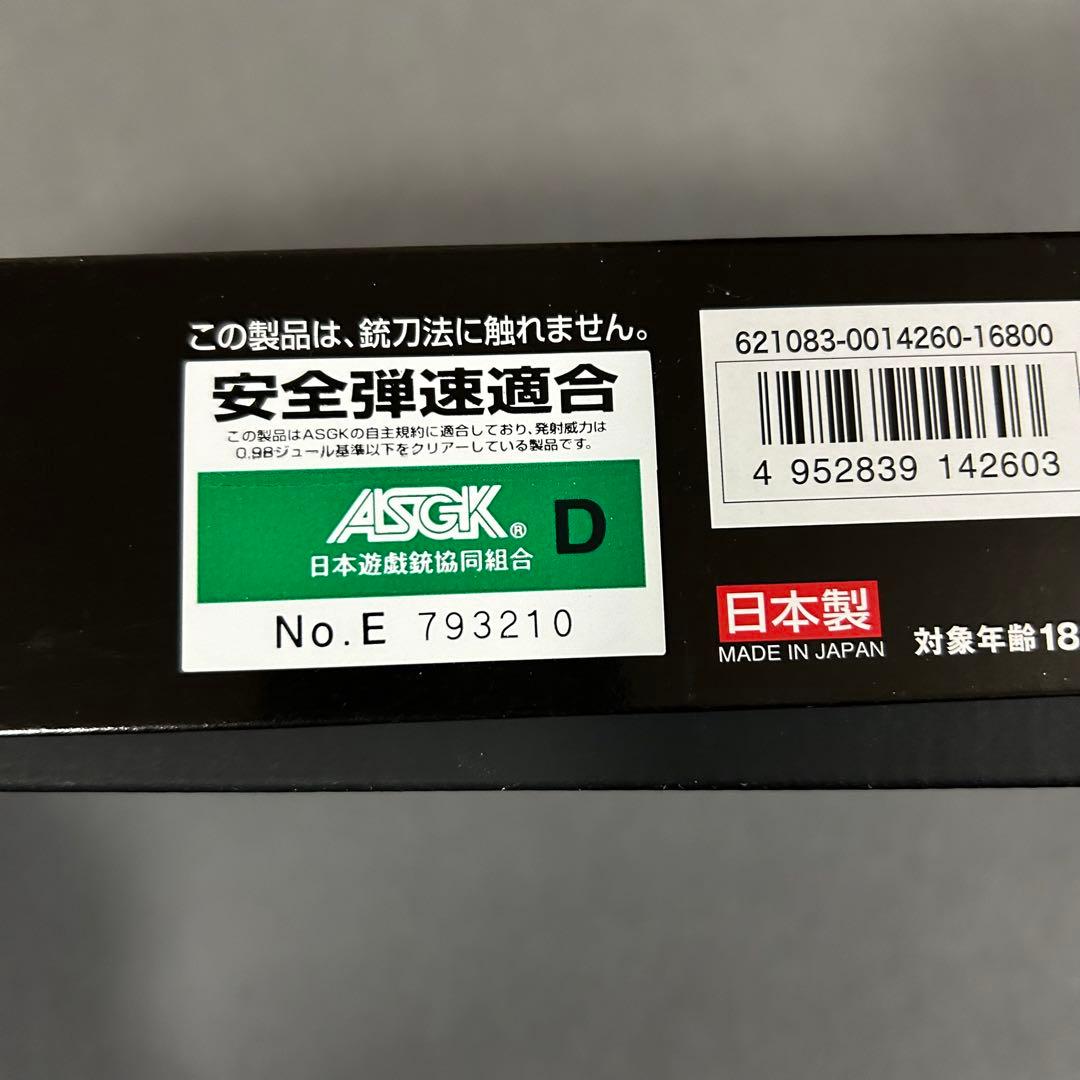 この製品は、銃刀法に触れません。
安全弾速適合
この製品はASGKの自主規約に適合しており、発射威力は
0.98ジュール基準以下をクリアーしている製品です。
ASGK® D
日本遊戯銃協同組合
No.E 793210
621083-0014260-16800
4 952839 142603
日本製
MADE IN JAPAN
対象年齢18